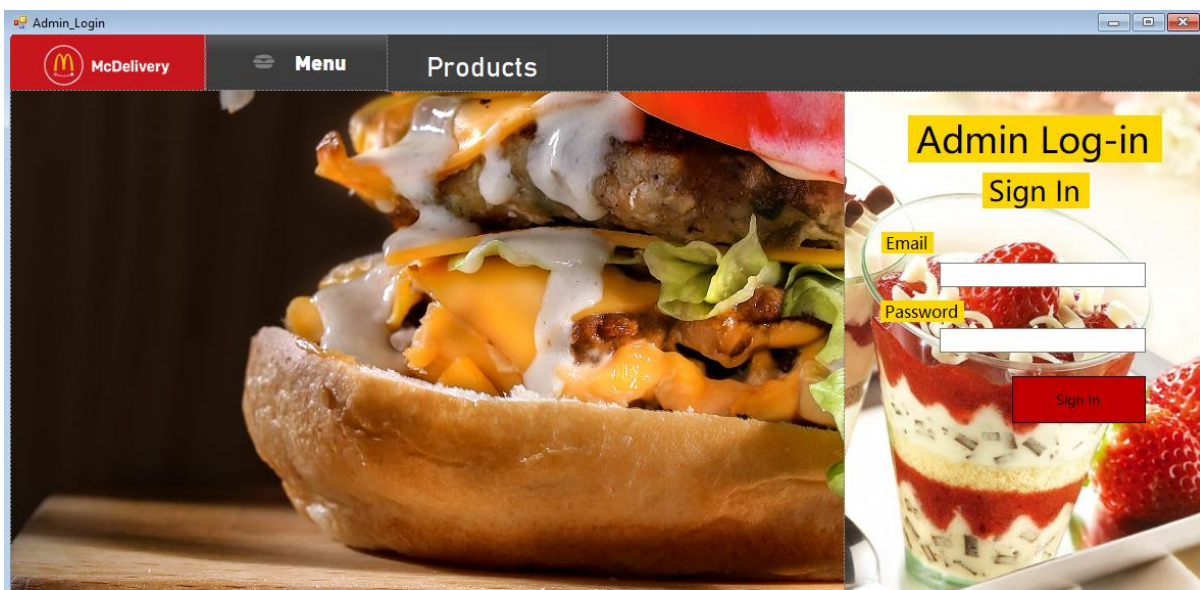 Admin_Login
McDelivery
Menu
Products
Admin Log-in
Sign In
Email
Password
Sign in